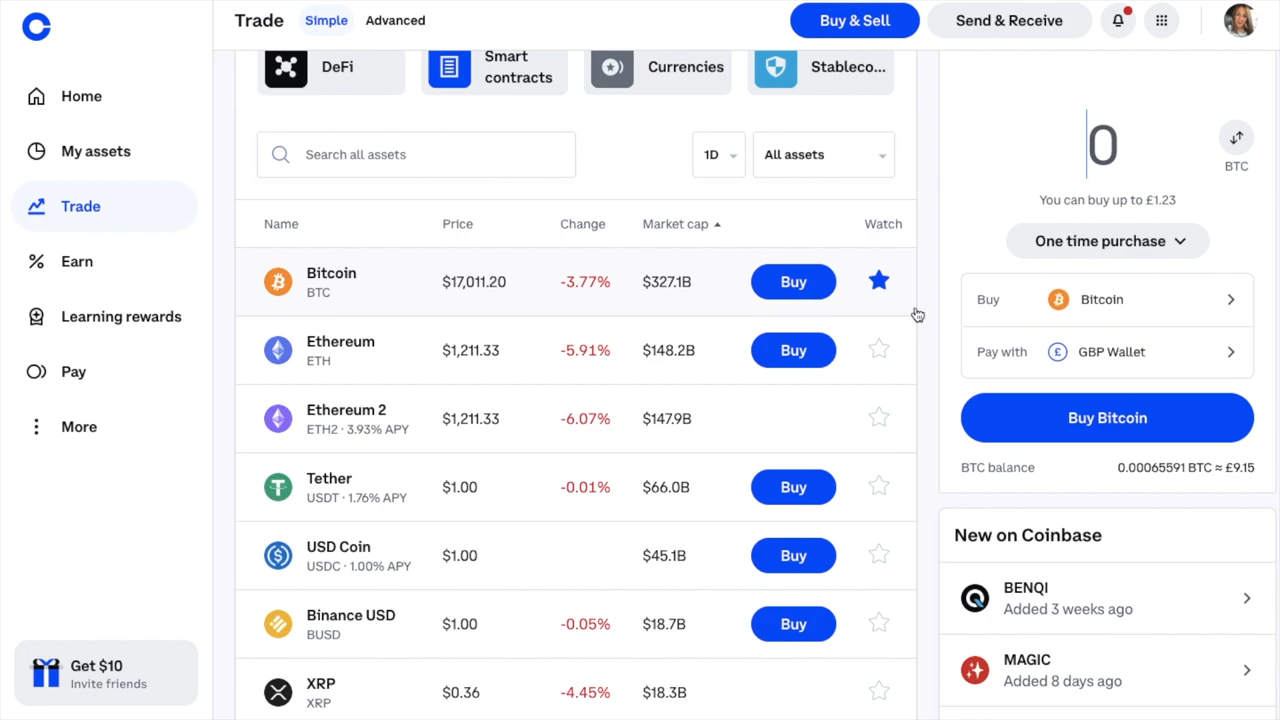 Trade
Simple
Advanced
Buy & Sell
Send & Receive
Home
My assets
Trade
Earn
Learning rewards
Pay
More
Get $10
Invite friends
DeFi
Smart
contracts
Currencies
Stableco...
Search all assets
1D
All assets
Name Price Change Market cap Watch
Bitcoin
BTC
$17,011.20 -3.77% $327.1B Buy
Ethereum
ETH
$1,211.33 -5.91% $148.2B Buy
Ethereum 2
ETH2 · 3.93% APY
$1,211.33 -6.07% $147.9B
Tether
USDT · 1.76% APY
$1.00 -0.01% $66.0B Buy
USD Coin
USDC · 1.00% APY
$1.00 $45.1B Buy
Binance USD
BUSD
$1.00 -0.05% $18.7B Buy
XRP
XRP
$0.36 -4.45% $18.3B
0
BTC
You can buy up to £1.23
One time purchase
Buy Bitcoin
Pay with £ GBP Wallet
Buy Bitcoin
BTC balance 0.00065591 BTC ≈ £9.15
New on Coinbase
BENQI
Added 3 weeks ago
MAGIC
Added 8 days ago